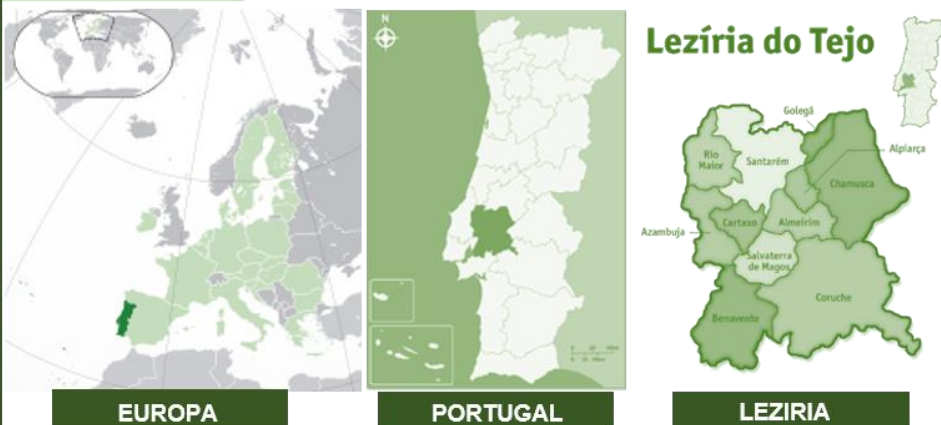 N
Lezíria do Tejo
Golegã
Alpiarça
Rio
Maior
Santarém
Chamusca
Azambuja
Cartaxo
Almeirim
Salvaterra
de Magos
Coruche
Benavente
EUROPA
PORTUGAL
LEZIRIA